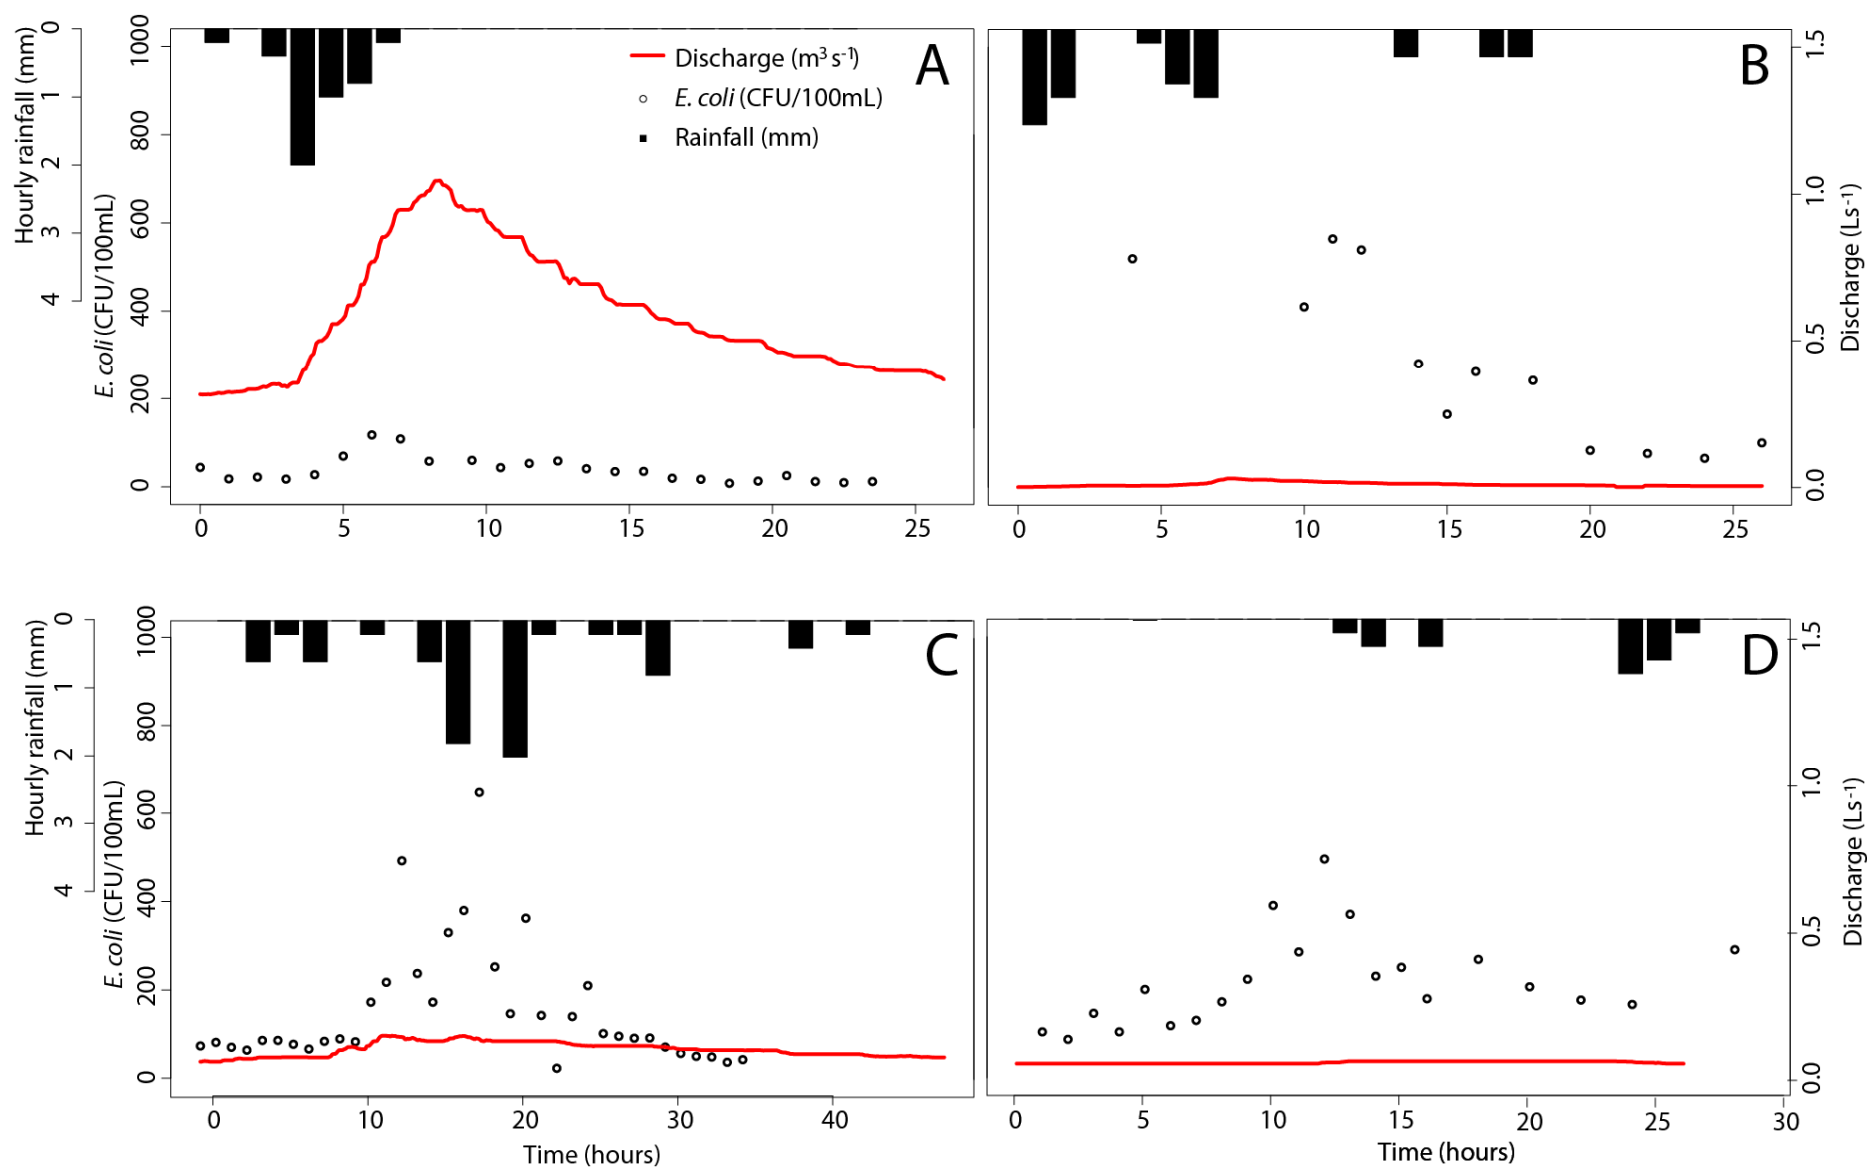 Hourly rainfall (mm)
0
1
2
3
4
E. coli (CFU/100mL)
0
200
400
600
800
1000
Discharge (m³ s⁻¹)
E. coli (CFU/100mL)
Rainfall (mm)
A
0 5 10 15 20 25
B
0 5 10 15 20 25
1.5
1.0
0.5
0.0
Discharge (Ls⁻¹)
Hourly rainfall (mm)
0
1
2
3
4
E. coli (CFU/100mL)
0
200
400
600
800
1000
C
0 10 20 30 40
Time (hours)
D
0 5 10 15 20 25 30
Time (hours)
1.5
1.0
0.5
0.0
Discharge (Ls⁻¹)